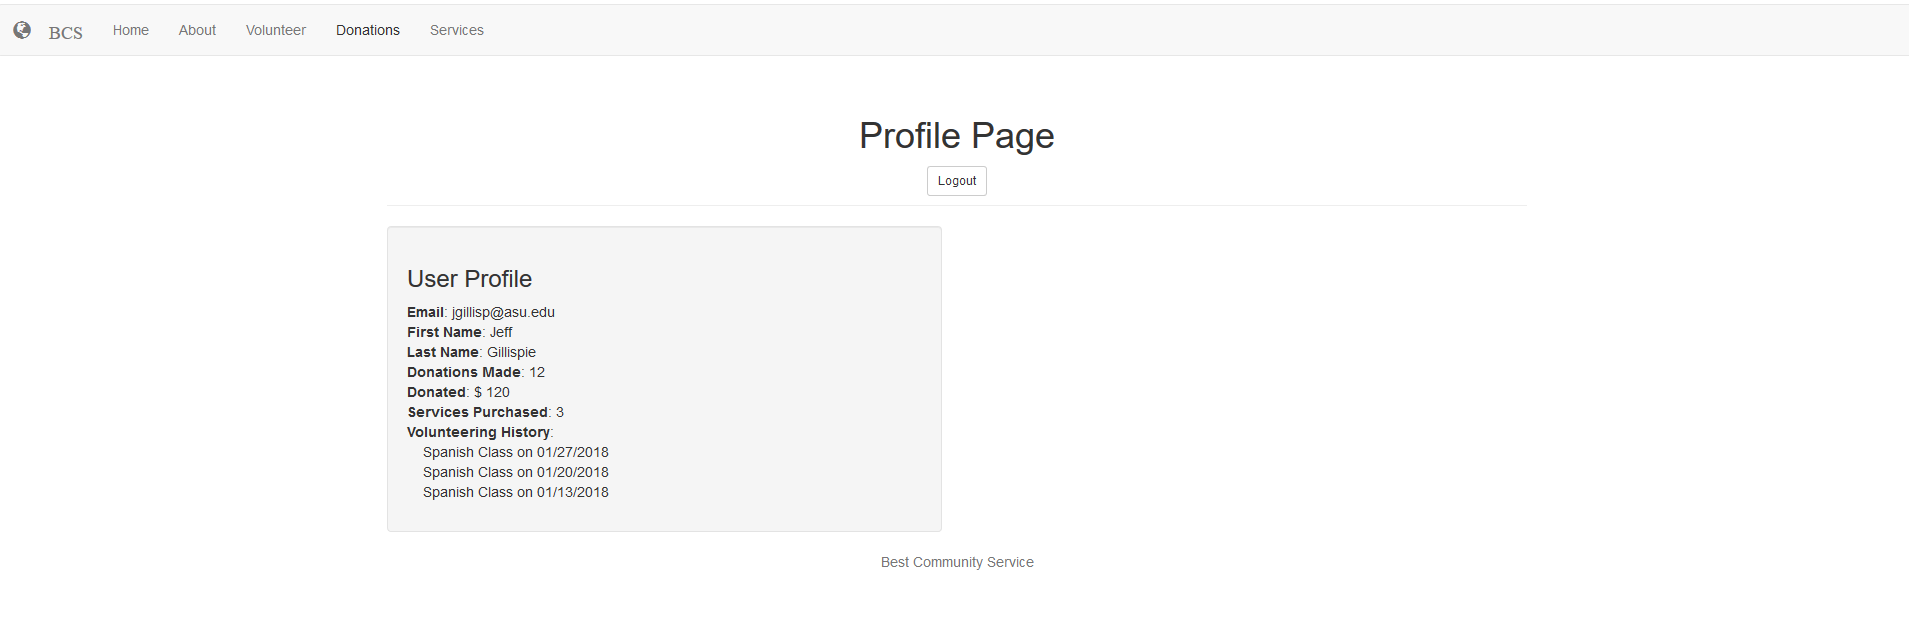 BCS Home About Volunteer Donations Services
Profile Page
Logout
User Profile
Email: jgillisp@asu.edu
First Name: Jeff
Last Name: Gillispie
Donations Made: 12
Donated: $ 120
Services Purchased: 3
Volunteering History:
Spanish Class on 01/27/2018
Spanish Class on 01/20/2018
Spanish Class on 01/13/2018
Best Community Service